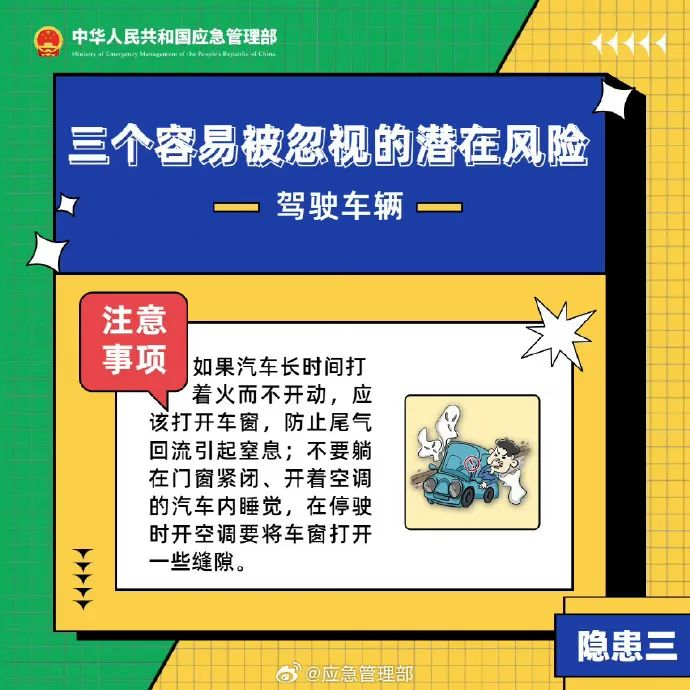 中华人民共和国应急管理部
Ministry of Emergency Management of the People's Republic of China
三个容易被忽视的潜在风险
驾驶车辆
注意
事项
如果汽车长时间打
着火而不开动，应
该打开车窗，防止尾气
回流引起窒息；不要躺
在门窗紧闭、开着空调
的汽车内睡觉，在停驶
时开空调要将车窗打开
一些缝隙。
隐患三
@应急管理部